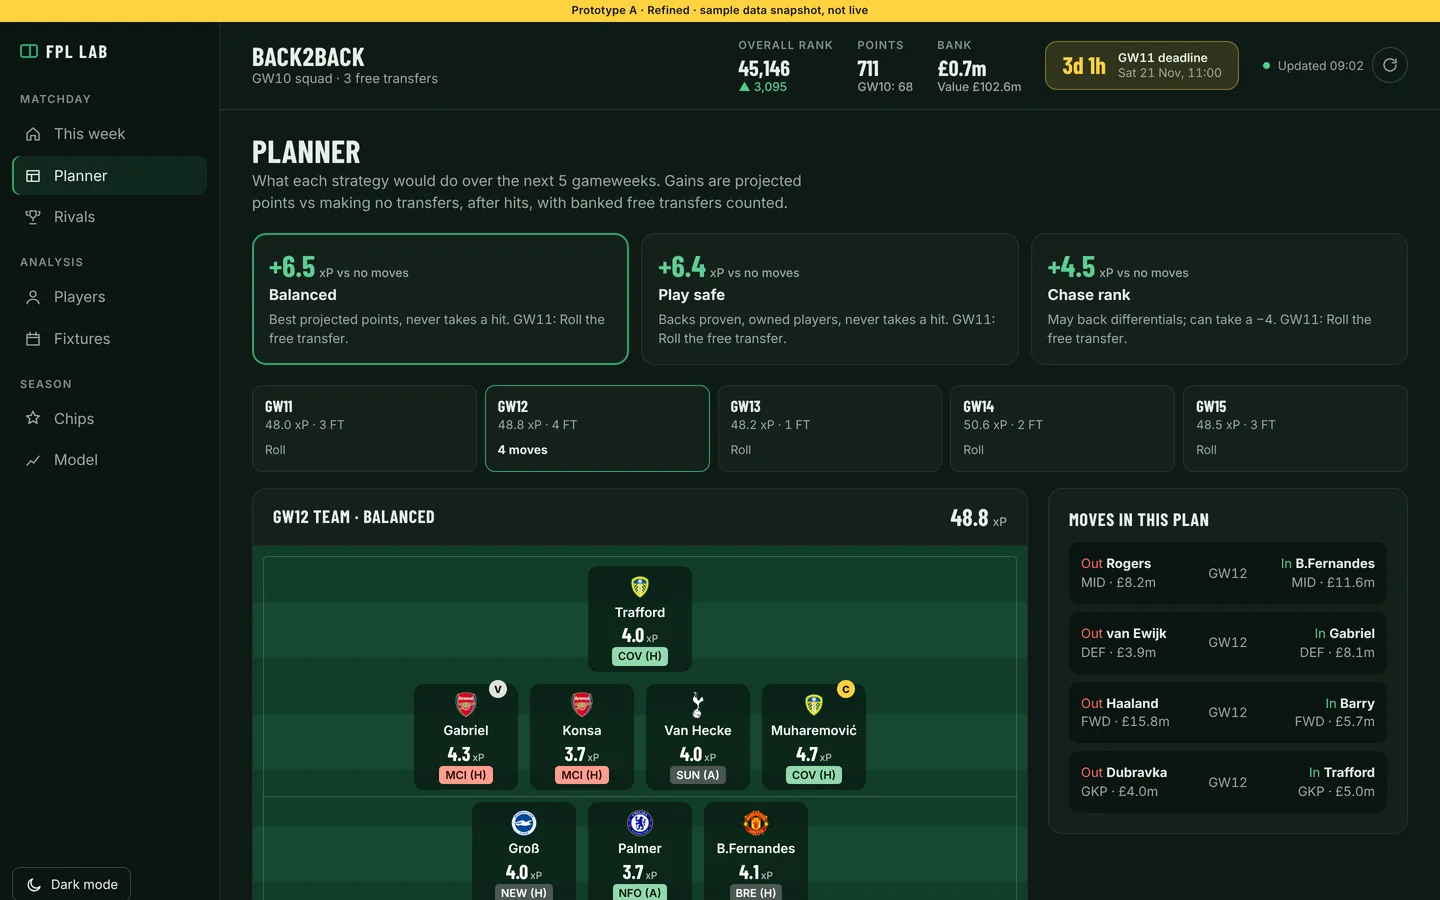 Prototype A · Refined · sample data snapshot, not live
FPL LAB
MATCHDAY
This week
Planner
Rivals
ANALYSIS
Players
Fixtures
SEASON
Chips
Model
Dark mode
BACK2BACK
GW10 squad · 3 free transfers
OVERALL RANK
45,146
▲ 3,095
POINTS
711
GW10: 68
BANK
£0.7m
Value £102.6m
3d 1h
GW11 deadline
Sat 21 Nov, 11:00
Updated 09:02
PLANNER
What each strategy would do over the next 5 gameweeks. Gains are projected
points vs making no transfers, after hits, with banked free transfers counted.
+6.5 xP vs no moves
Balanced
Best projected points, never takes a hit. GW11: Roll the
free transfer.
+6.4 xP vs no moves
Play safe
Backs proven, owned players, never takes a hit. GW11:
Roll the free transfer.
+4.5 xP vs no moves
Chase rank
May back differentials; can take a −4. GW11: Roll the
free transfer.
GW11
48.0 xP · 3 FT
Roll
GW12
48.8 xP · 4 FT
4 moves
GW13
48.2 xP · 1 FT
Roll
GW14
50.6 xP · 2 FT
Roll
GW15
48.5 xP · 3 FT
Roll
GW12 TEAM · BALANCED
48.8 xP
Trafford
4.0 xP
COV (H)
V
Arsenal
Gabriel
4.3 xP
MCI (H)
Arsenal
Konsa
3.7 xP
MCI (H)
Van Hecke
4.0 xP
SUN (A)
C
Muharemović
4.7 xP
COV (H)
Groß
4.0 xP
NEW (H)
Palmer
3.7 xP
NFO (A)
B.Fernandes
4.1 xP
BRE (H)
MOVES IN THIS PLAN
Out Rogers
MID · £8.2m
GW12
In B.Fernandes
MID · £11.6m
Out van Ewijk
DEF · £3.9m
GW12
In Gabriel
DEF · £8.1m
Out Haaland
FWD · £15.8m
GW12
In Barry
FWD · £5.7m
Out Dubravka
GKP · £4.0m
GW12
In Trafford
GKP · £5.0m